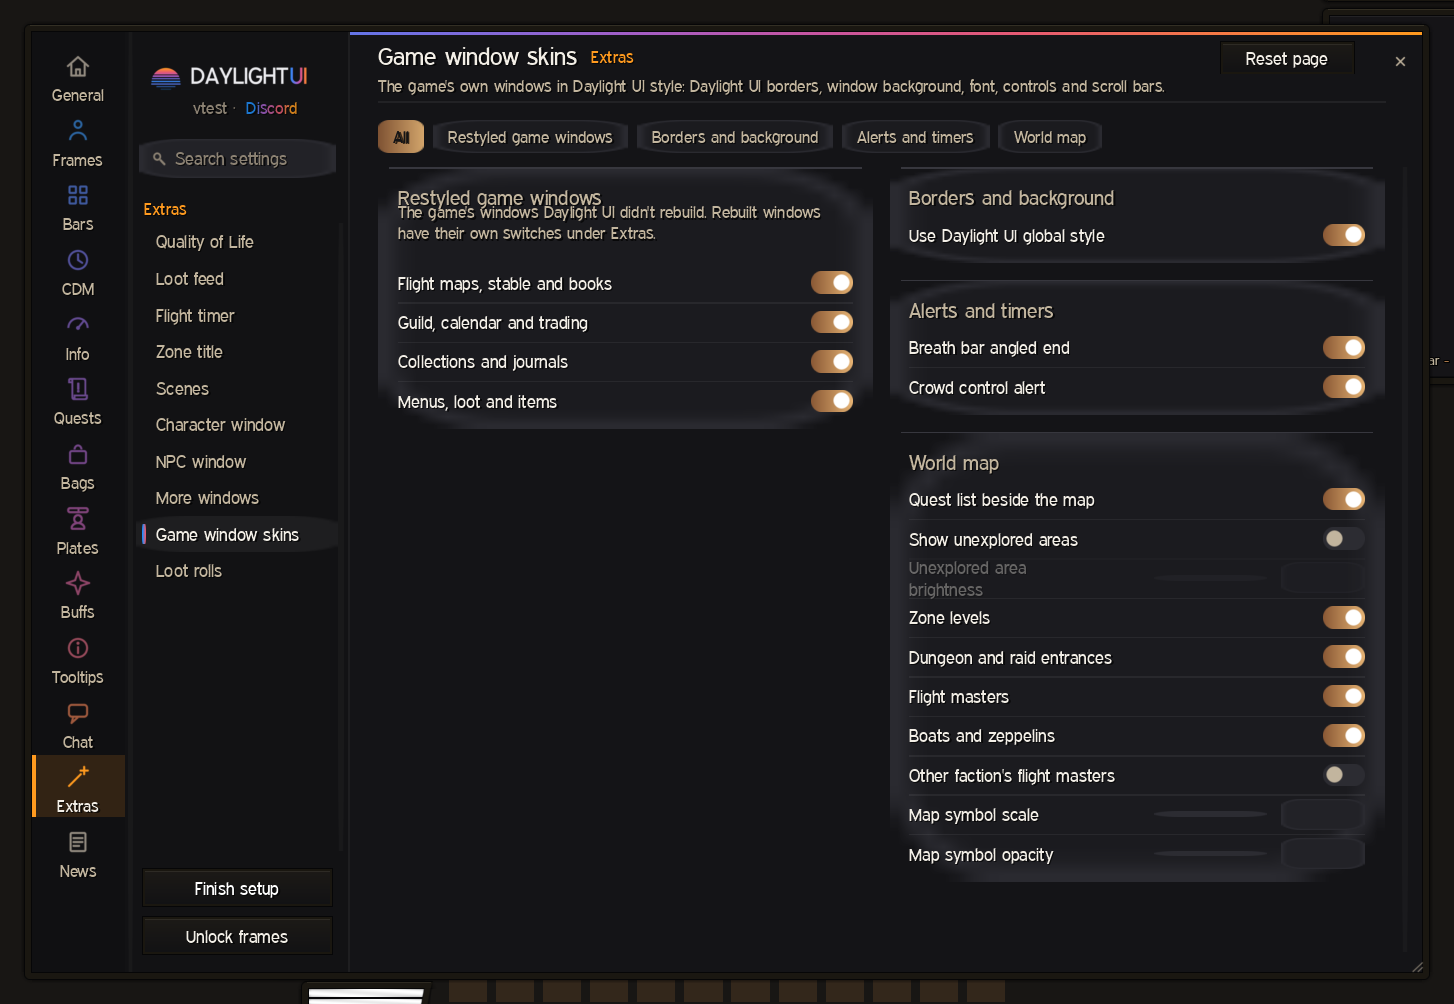 General
Frames
Bars
CDM
Info
Quests
Bags
Plates
Buffs
Tooltips
Chat
Extras
News
DAYLIGHTUI
vtest · Discord
Search settings
Extras
Quality of Life
Loot feed
Flight timer
Zone title
Scenes
Character window
NPC window
More windows
Game window skins
Loot rolls
Finish setup
Unlock frames
Game window skins Extras
Reset page
The game's own windows in Daylight UI style: Daylight UI borders, window background, font, controls and scroll bars.
All Restyled game windows Borders and background Alerts and timers World map
Restyled game windows
The game's windows Daylight UI didn't rebuild. Rebuilt windows
have their own switches under Extras.
Flight maps, stable and books
Guild, calendar and trading
Collections and journals
Menus, loot and items
Borders and background
Use Daylight UI global style
Alerts and timers
Breath bar angled end
Crowd control alert
World map
Quest list beside the map
Show unexplored areas
Unexplored area
brightness
Zone levels
Dungeon and raid entrances
Flight masters
Boats and zeppelins
Other faction's flight masters
Map symbol scale
Map symbol opacity